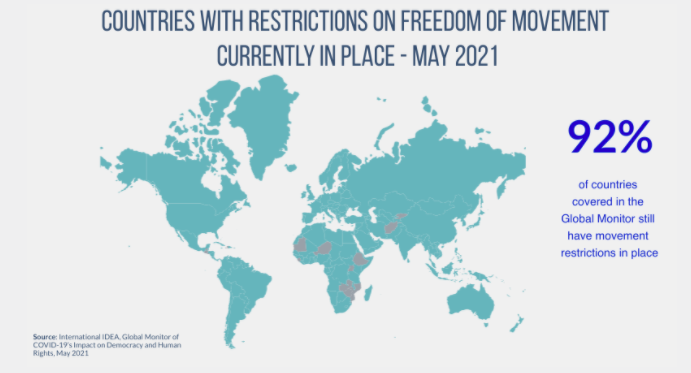 COUNTRIES WITH RESTRICTIONS ON FREEDOM OF MOVEMENT
CURRENTLY IN PLACE - MAY 2021
92%
of countries
covered in the
Global Monitor still
have movement
restrictions in place
Source: International IDEA, Global Monitor of
COVID-19's Impact on Democracy and Human
Rights, May 2021